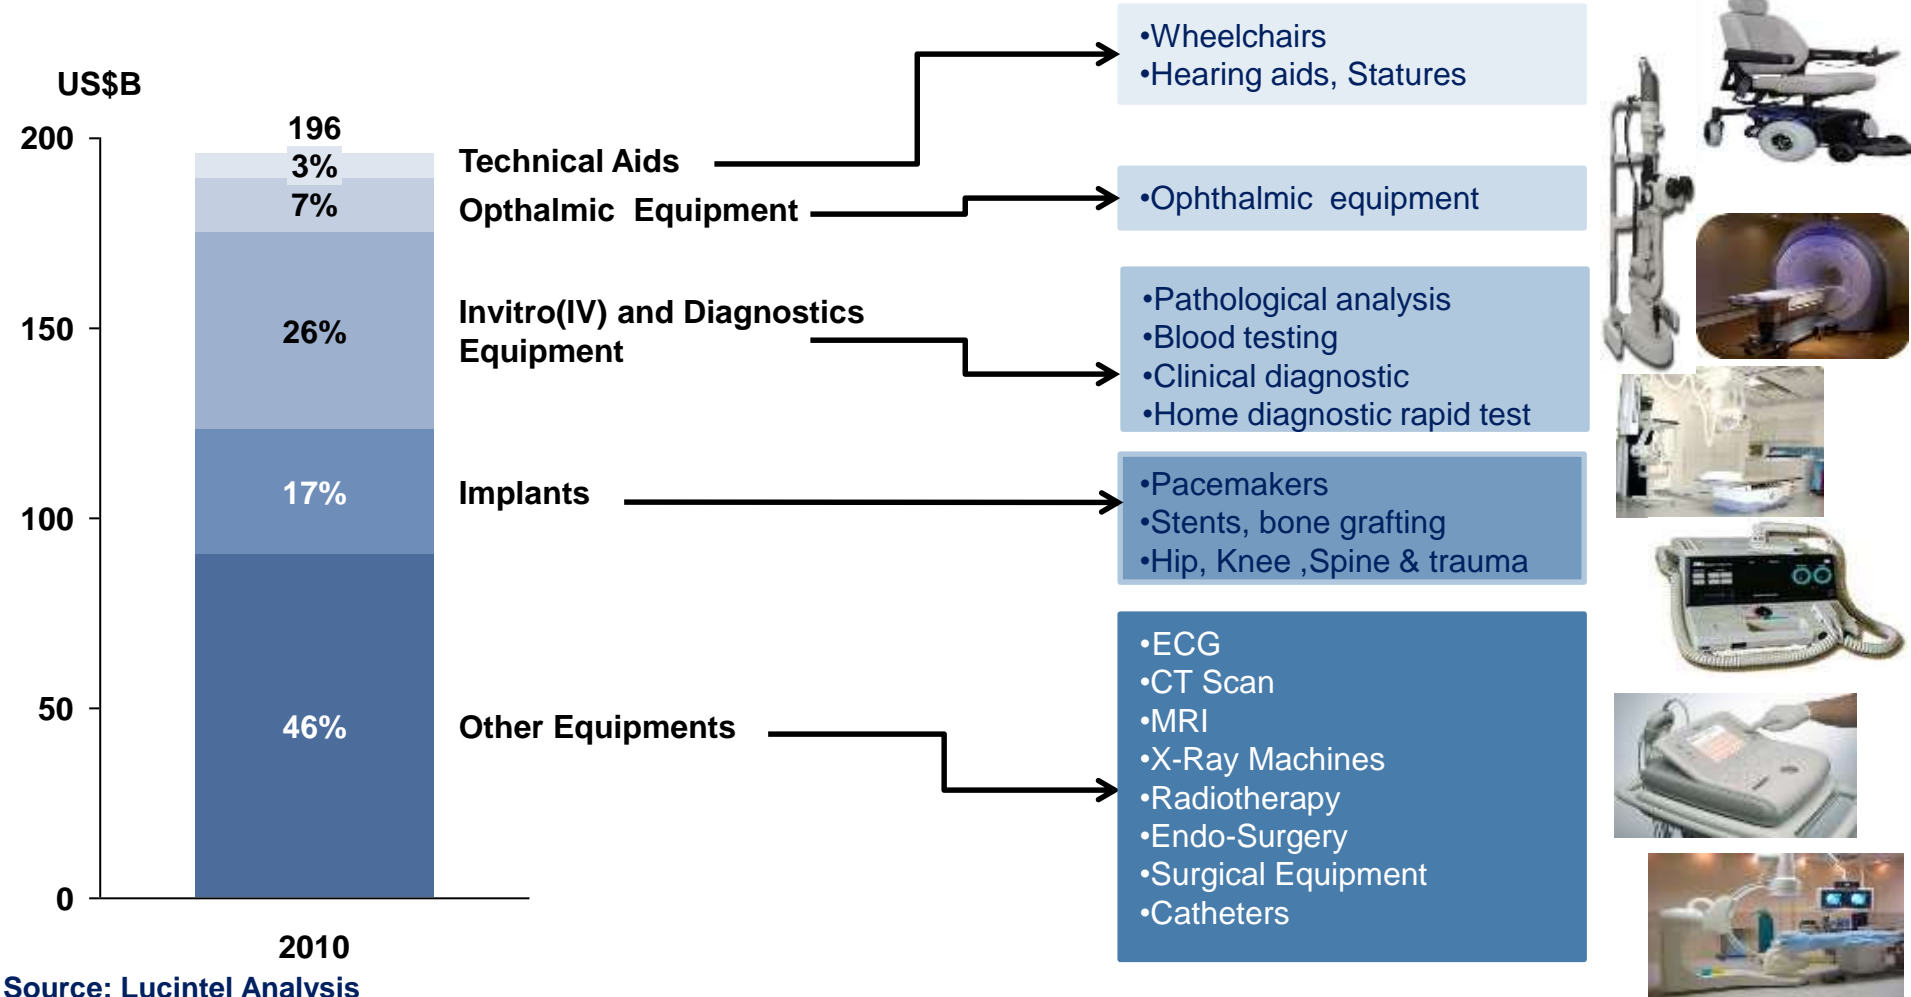 US$B
200
150
100
50
0
196
3%
7%
26%
17%
46%
2010
Technical Aids
Opthalmic Equipment
Invitro(IV) and Diagnostics
Equipment
Implants
Other Equipments
•Wheelchairs
•Hearing aids, Statures
•Ophthalmic equipment
•Pathological analysis
•Blood testing
•Clinical diagnostic
•Home diagnostic rapid test
•Pacemakers
•Stents, bone grafting
•Hip, Knee ,Spine & trauma
•ECG
•CT Scan
•MRI
•X-Ray Machines
•Radiotherapy
•Endo-Surgery
•Surgical Equipment
•Catheters
Source: Lucintel Analysis